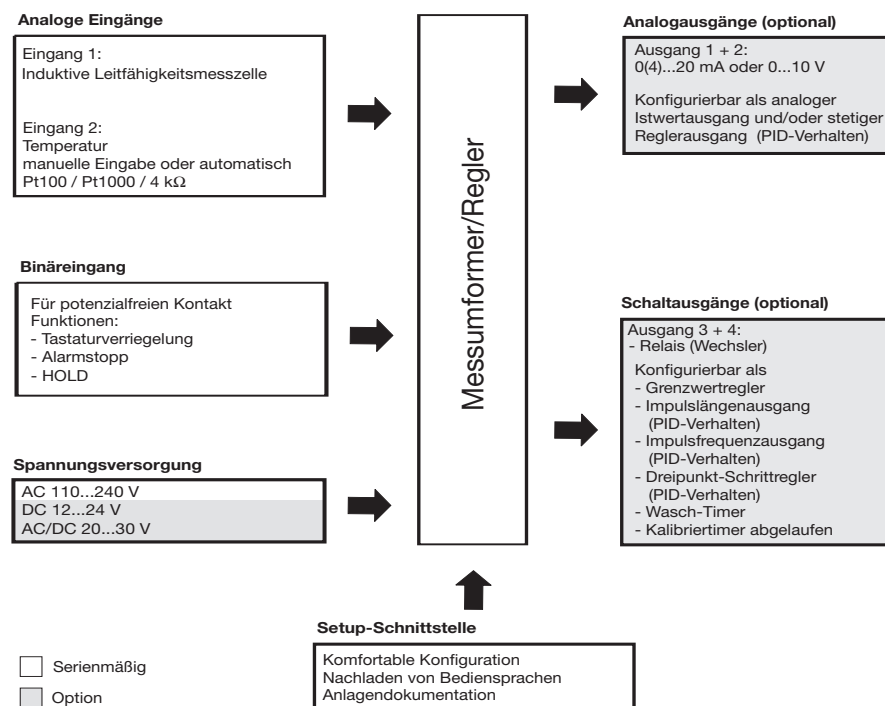 Analoge Eingänge
Eingang 1:
Induktive Leitfähigkeitsmesszelle
Eingang 2:
Temperatur
manuelle Eingabe oder automatisch
Pt100 / Pt1000 / 4 kΩ
Binäreingang
Für potenzialfreien Kontakt
Funktionen:
- Tastaturverriegelung
- Alarmstopp
- HOLD
Spannungsversorgung
AC 110...240 V
DC 12...24 V
AC/DC 20...30 V
Messumformer/Regler
Analogausgänge (optional)
Ausgang 1 + 2:
0(4)...20 mA oder 0...10 V
Konfigurierbar als analoger
Istwertausgang und/oder stetiger
Reglerausgang (PID-Verhalten)
Schaltausgänge (optional)
Ausgang 3 + 4:
- Relais (Wechsler)
Konfigurierbar als
- Grenzwertregler
- Impulslängenausgang
(PID-Verhalten)
- Impulsfrequenzausgang
(PID-Verhalten)
- Dreipunkt-Schrittregler
(PID-Verhalten)
- Wasch-Timer
- Kalibriertimer abgelaufen
Setup-Schnittstelle
Komfortable Konfiguration
Nachladen von Bediensprachen
Anlagendokumentation
Serienmäßig
Option